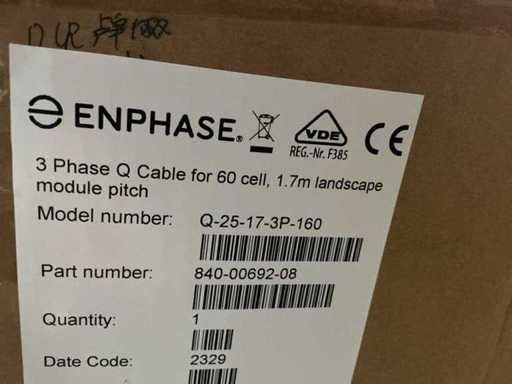 ENPHASE
VDE
REG.-Nr. F385
CE
3 Phase Q Cable for 60 cell, 1.7m landscape
module pitch
Model number: Q-25-17-3P-160
Part number: 840-00692-08
Quantity: 1
Date Code: 2329